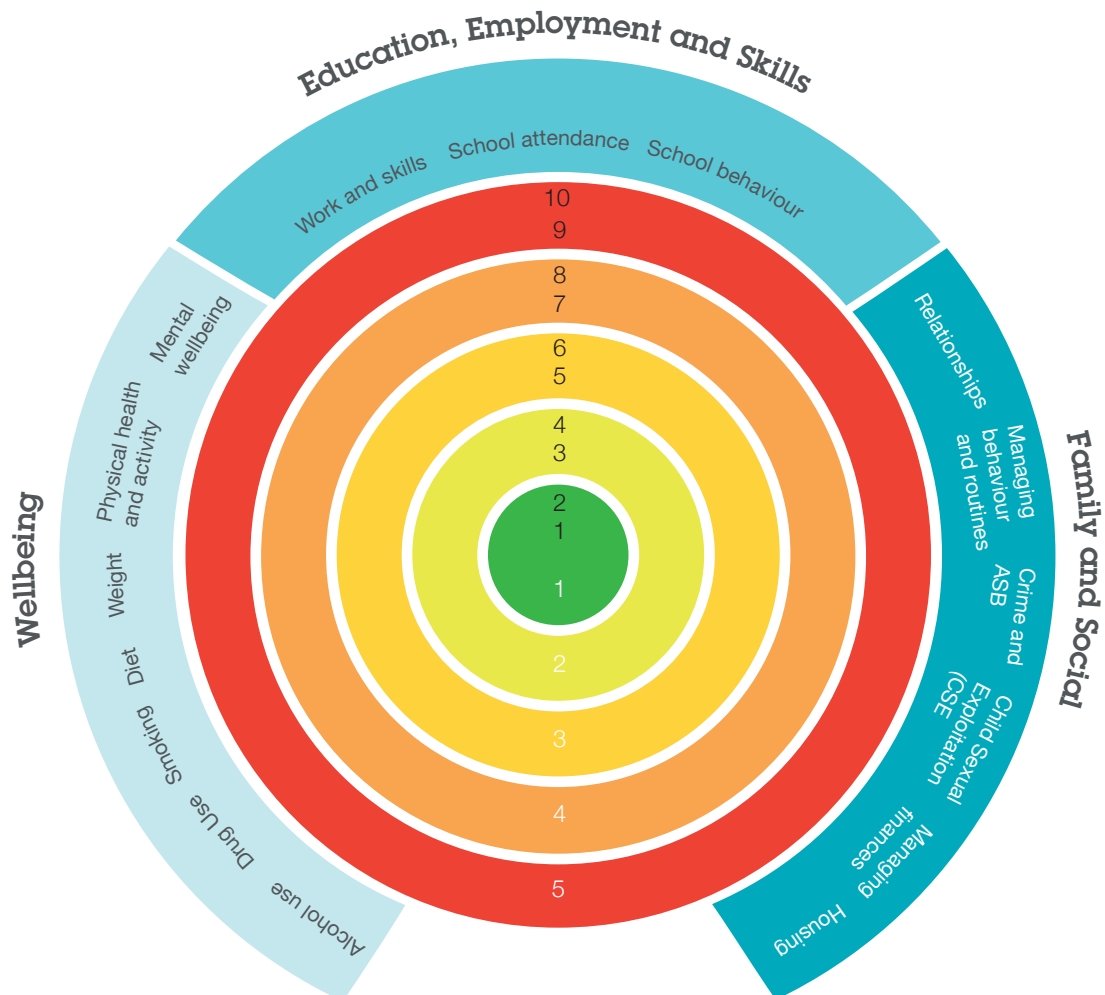 Education, Employment and Skills
Work and skills
School attendance
School behaviour
Wellbeing
Mental
wellbeing
Physical health
and activity
Weight
Diet
Smoking
Drug Use
Alcohol use
Family and Social
Relationships
Managing
behaviour
and routines
Crime and
ASB
Child Sexual
Exploitation
(CSE
Managing
finances
Housing
10
9
8
7
6
5
4
3
2
1
1
2
3
4
5